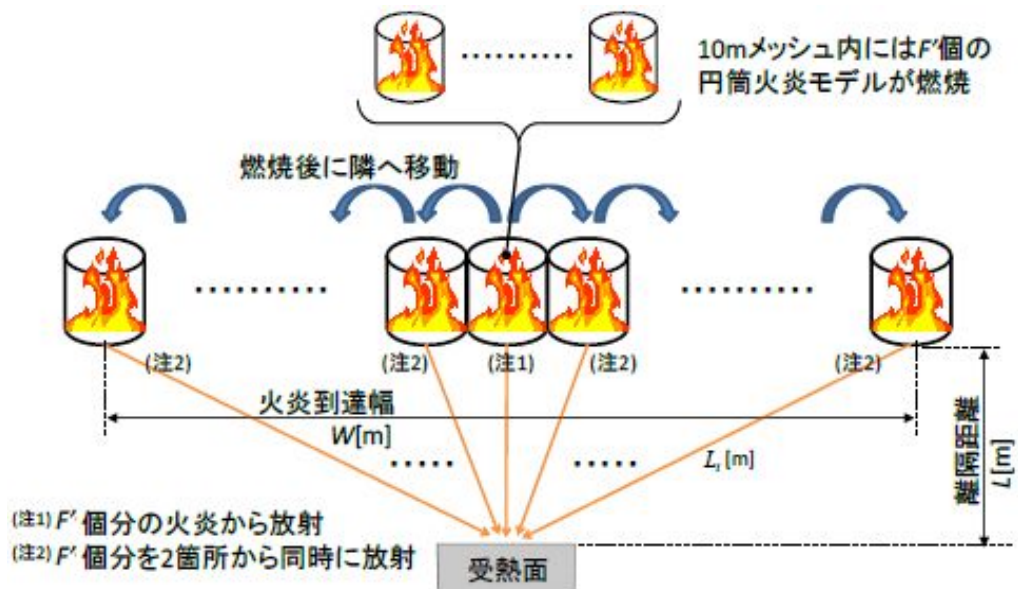 10mメッシュ内にはF'個の
円筒火炎モデルが燃焼
燃焼後に隣へ移動
(注2)
(注2)
(注1)
(注2)
(注2)
火炎到達幅
W[m]
Li [m]
離隔距離
L[m]
(注1) F' 個分の火炎から放射
(注2) F' 個分を2箇所から同時に放射
受熱面